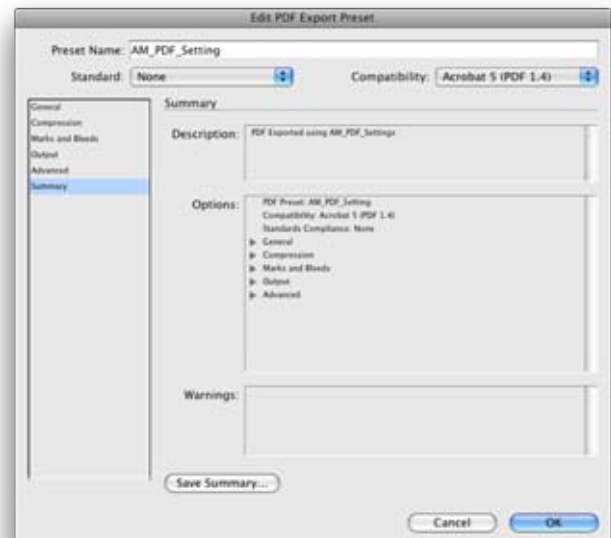 Edit PDF Export Preset
Preset Name: AM_PDF_Setting
Standard: None Compatibility: Acrobat 5 (PDF 1.4)
General
Compression
Marks and Bleeds
Output
Advanced
Summary
Summary
Description: PDF Exported using AM_PDF_Settings
Options: PDF Preset: AM_PDF_Setting
Compatibility: Acrobat 5 (PDF 1.4)
Standards Compliance: None
General
Compression
Marks and Bleeds
Output
Advanced
Warnings:
Save Summary...
Cancel OK